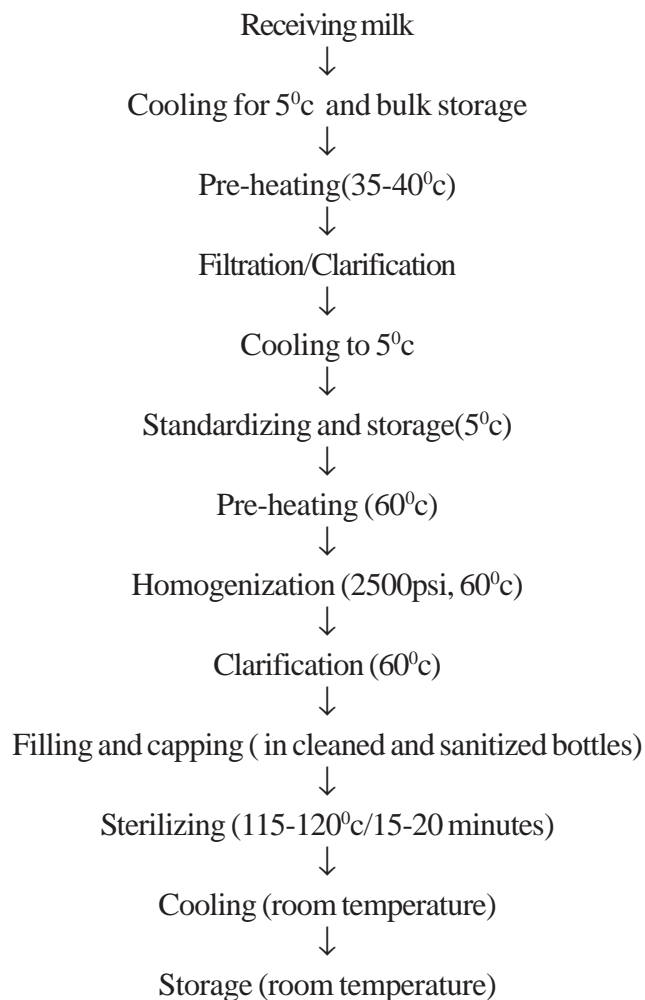 Receiving milk
↓
Cooling for 5⁰c and bulk storage
↓
Pre-heating(35-40⁰c)
↓
Filtration/Clarification
↓
Cooling to 5⁰c
↓
Standardizing and storage(5⁰c)
↓
Pre-heating (60⁰c)
↓
Homogenization (2500psi, 60⁰c)
↓
Clarification (60⁰c)
↓
Filling and capping ( in cleaned and sanitized bottles)
↓
Sterilizing (115-120⁰c/15-20 minutes)
↓
Cooling (room temperature)
↓
Storage (room temperature)